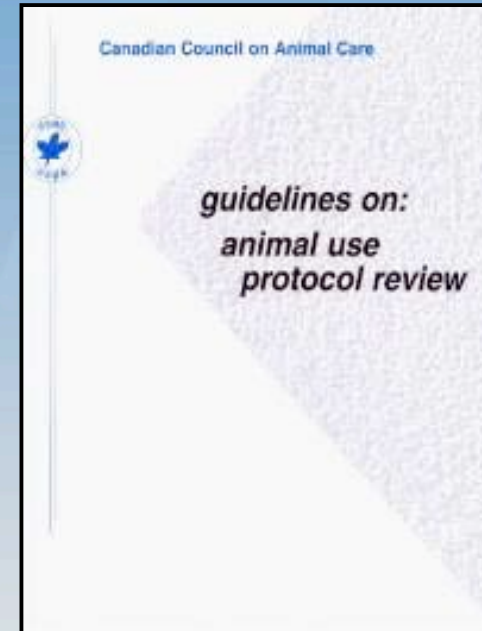 Canadian Council on Animal Care
guidelines on:
animal use
protocol review